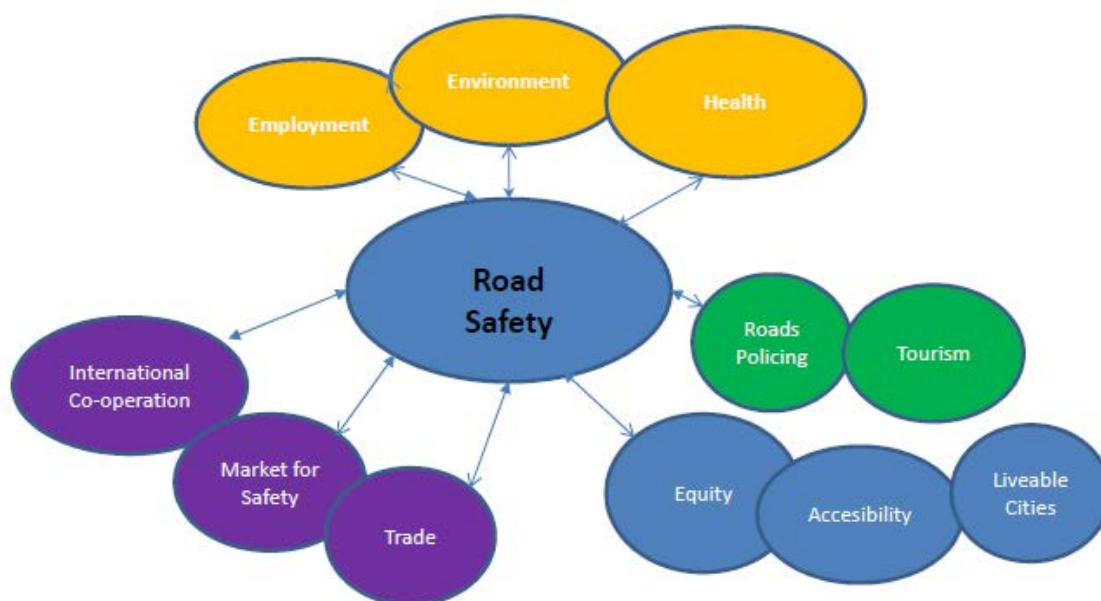 Environment
Health
Employment
Road
Safety
Roads
Policing
Tourism
International
Co-operation
Market for
Safety
Trade
Equity
Accesibility
Liveable
Cities